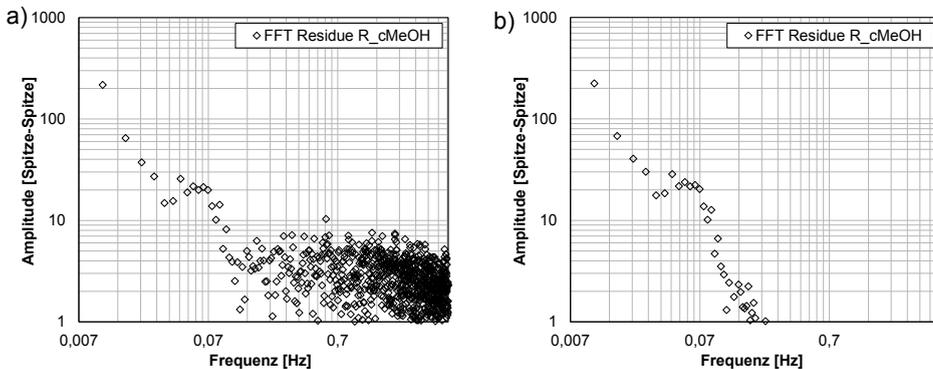 a)
FFT Residue R_cMeOH
Amplitude [Spitze-Spitze]
1000
100
10
1
0,007
0,07
0,7
Frequenz [Hz]
b)
FFT Residue R_cMeOH
Amplitude [Spitze-Spitze]
1000
100
10
1
0,007
0,07
0,7
Frequenz [Hz]